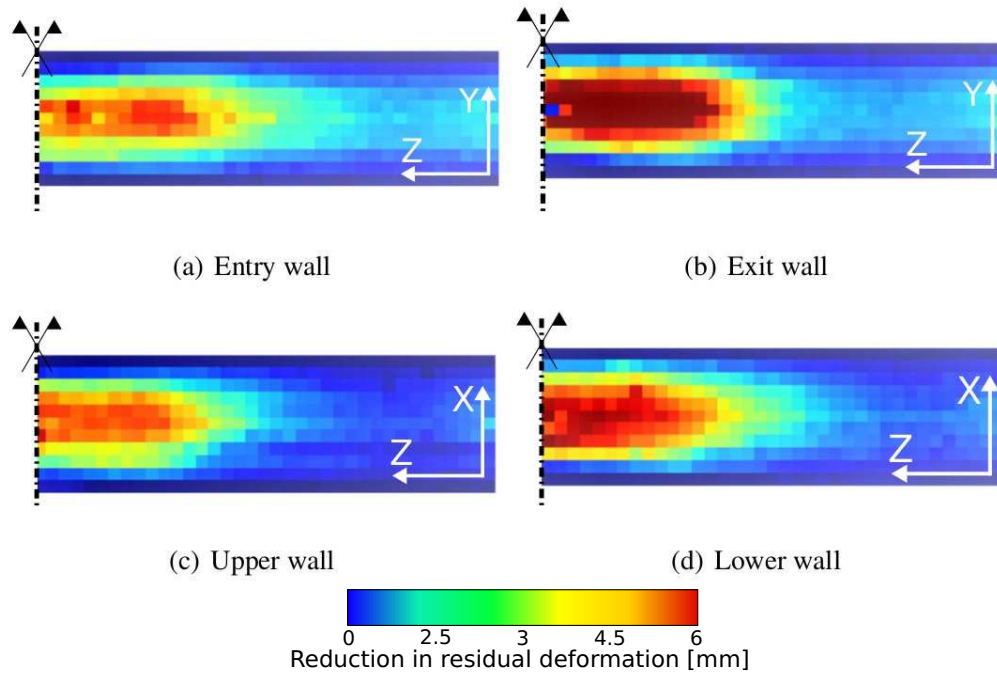 Y
Z
Y
Z
(a) Entry wall
(b) Exit wall
X
Z
X
Z
(c) Upper wall
(d) Lower wall
0 2.5 3 4.5 6
Reduction in residual deformation [mm]